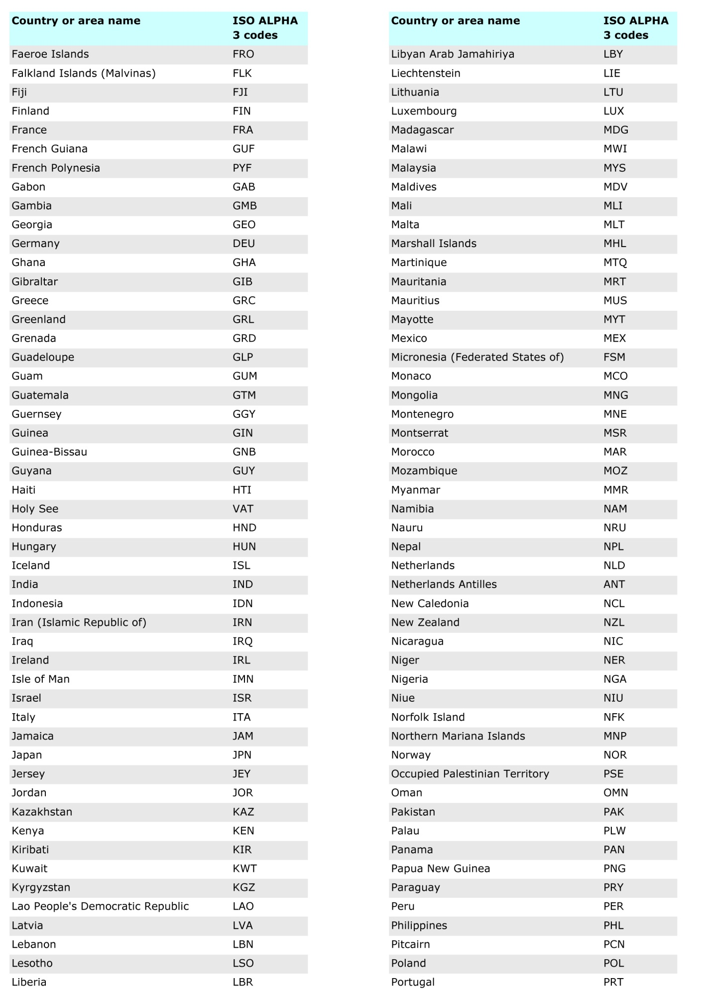 Country or area name ISO ALPHA
3 codes
Faeroe Islands FRO
Falkland Islands (Malvinas) FLK
Fiji FJI
Finland FIN
France FRA
French Guiana GUF
French Polynesia PYF
Gabon GAB
Gambia GMB
Georgia GEO
Germany DEU
Ghana GHA
Gibraltar GIB
Greece GRC
Greenland GRL
Grenada GRD
Guadeloupe GLP
Guam GUM
Guatemala GTM
Guernsey GGY
Guinea GIN
Guinea-Bissau GNB
Guyana GUY
Haiti HTI
Holy See VAT
Honduras HND
Hungary HUN
Iceland ISL
India IND
Indonesia IDN
Iran (Islamic Republic of) IRN
Iraq IRQ
Ireland IRL
Isle of Man IMN
Israel ISR
Italy ITA
Jamaica JAM
Japan JPN
Jersey JEY
Jordan JOR
Kazakhstan KAZ
Kenya KEN
Kiribati KIR
Kuwait KWT
Kyrgyzstan KGZ
Lao People's Democratic Republic LAO
Latvia LVA
Lebanon LBN
Lesotho LSO
Liberia LBR
Country or area name ISO ALPHA
3 codes
Libyan Arab Jamahiriya LBY
Liechtenstein LIE
Lithuania LTU
Luxembourg LUX
Madagascar MDG
Malawi MWI
Malaysia MYS
Maldives MDV
Mali MLI
Malta MLT
Marshall Islands MHL
Martinique MTQ
Mauritania MRT
Mauritius MUS
Mayotte MYT
Mexico MEX
Micronesia (Federated States of) FSM
Monaco MCO
Mongolia MNG
Montenegro MNE
Montserrat MSR
Morocco MAR
Mozambique MOZ
Myanmar MMR
Namibia NAM
Nauru NRU
Nepal NPL
Netherlands NLD
Netherlands Antilles ANT
New Caledonia NCL
New Zealand NZL
Nicaragua NIC
Niger NER
Nigeria NGA
Niue NIU
Norfolk Island NFK
Northern Mariana Islands MNP
Norway NOR
Occupied Palestinian Territory PSE
Oman OMN
Pakistan PAK
Palau PLW
Panama PAN
Papua New Guinea PNG
Paraguay PRY
Peru PER
Philippines PHL
Pitcairn PCN
Poland POL
Portugal PRT